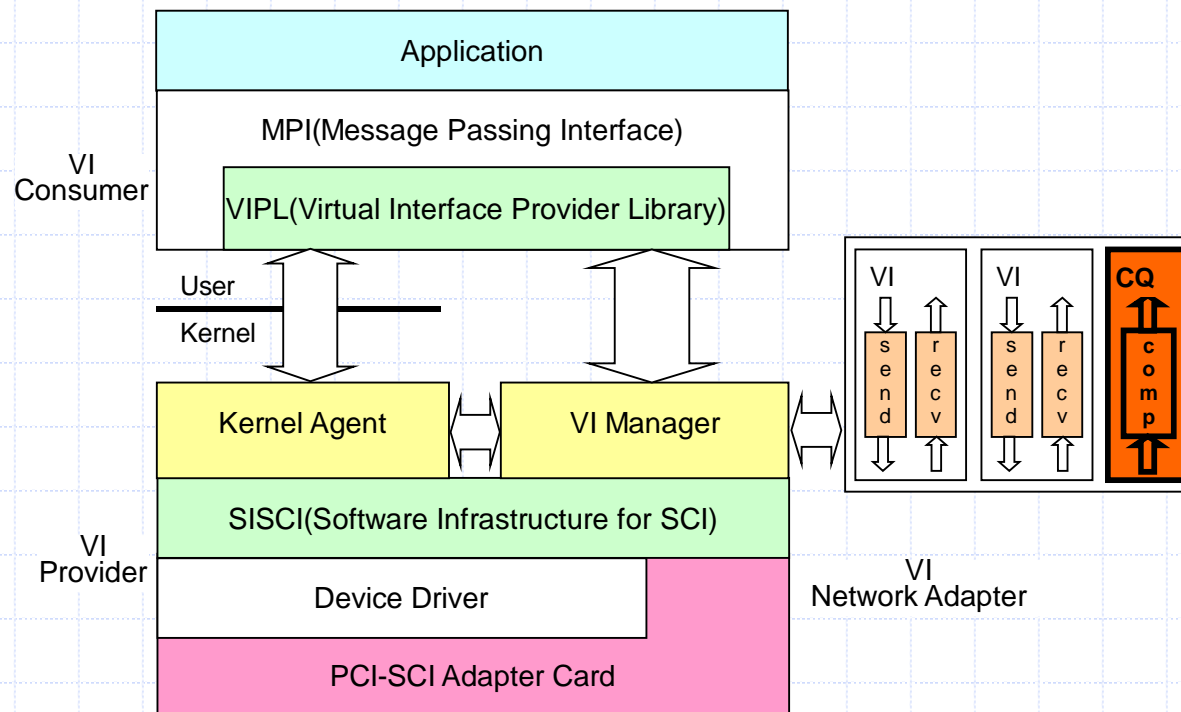 Application
MPI(Message Passing Interface)
VI
Consumer
VIPL(Virtual Interface Provider Library)
User
Kernel
VI
send
recv
VI
send
recv
CQ
comp
Kernel Agent
VI Manager
SISCI(Software Infrastructure for SCI)
VI
Provider
Device Driver
VI
Network Adapter
PCI-SCI Adapter Card